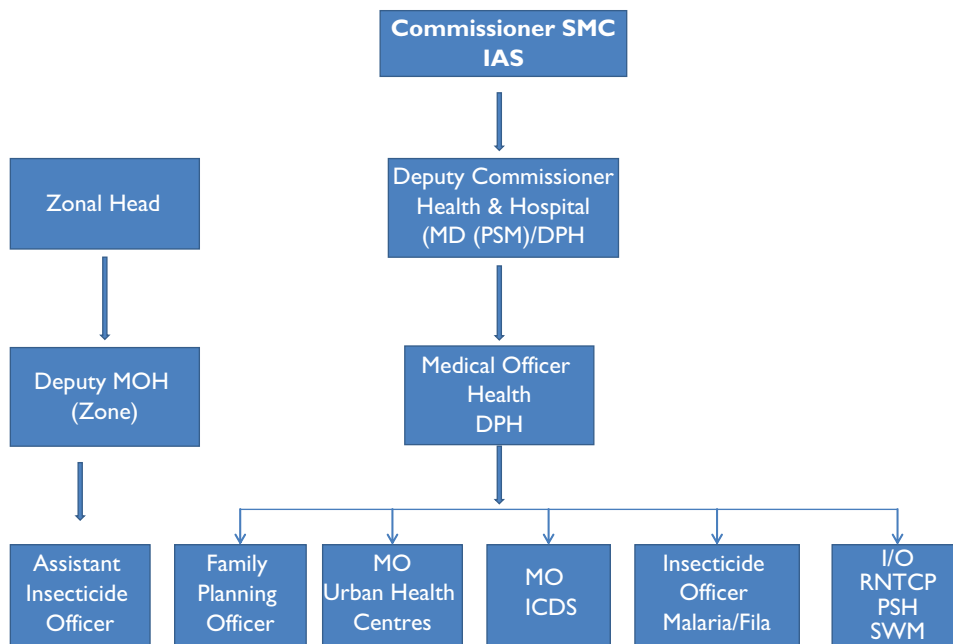 Commissioner SMC
IAS
Zonal Head
Deputy Commissioner
Health & Hospital
(MD (PSM)/DPH
Deputy MOH
(Zone)
Medical Officer
Health
DPH
Assistant
Insecticide
Officer
Family
Planning
Officer
MO
Urban Health
Centres
MO
ICDS
Insecticide
Officer
Malaria/Fila
I/O
RNTCP
PSH
SWM